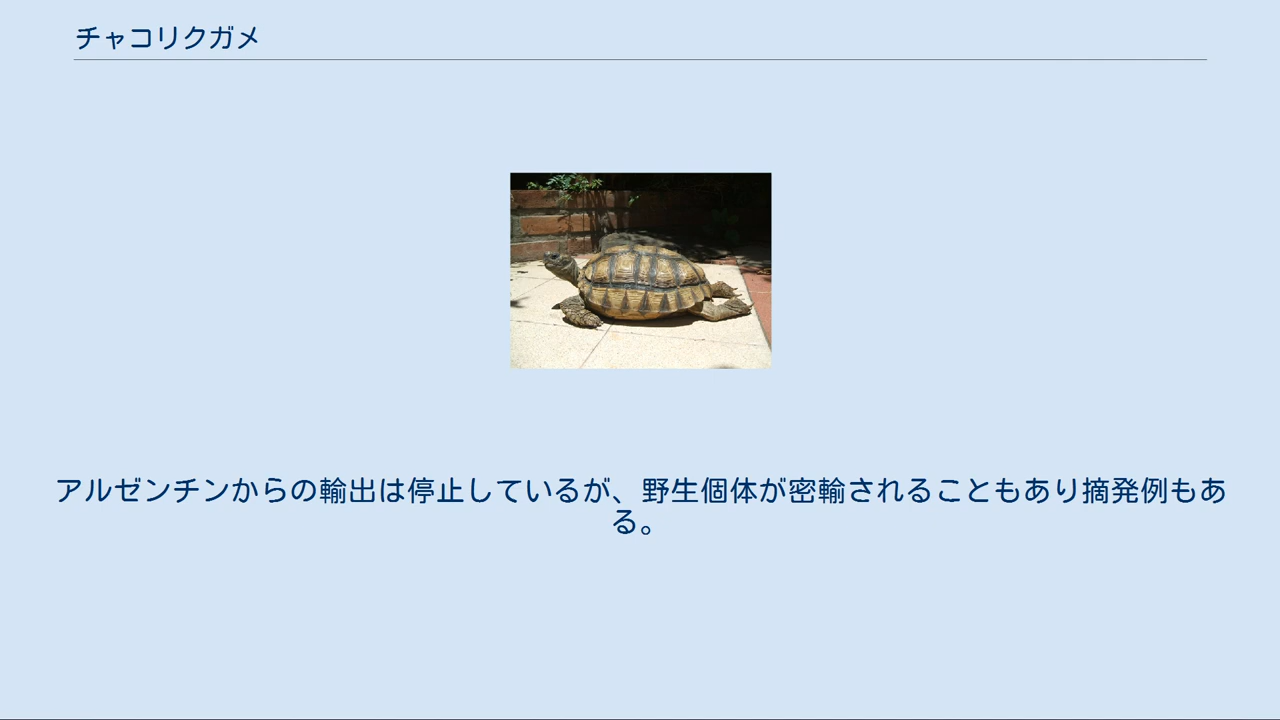 チャコリクガメ
アルゼンチンからの輸出は停止しているが、野生個体が密輸されることもあり摘発例もあ
る。